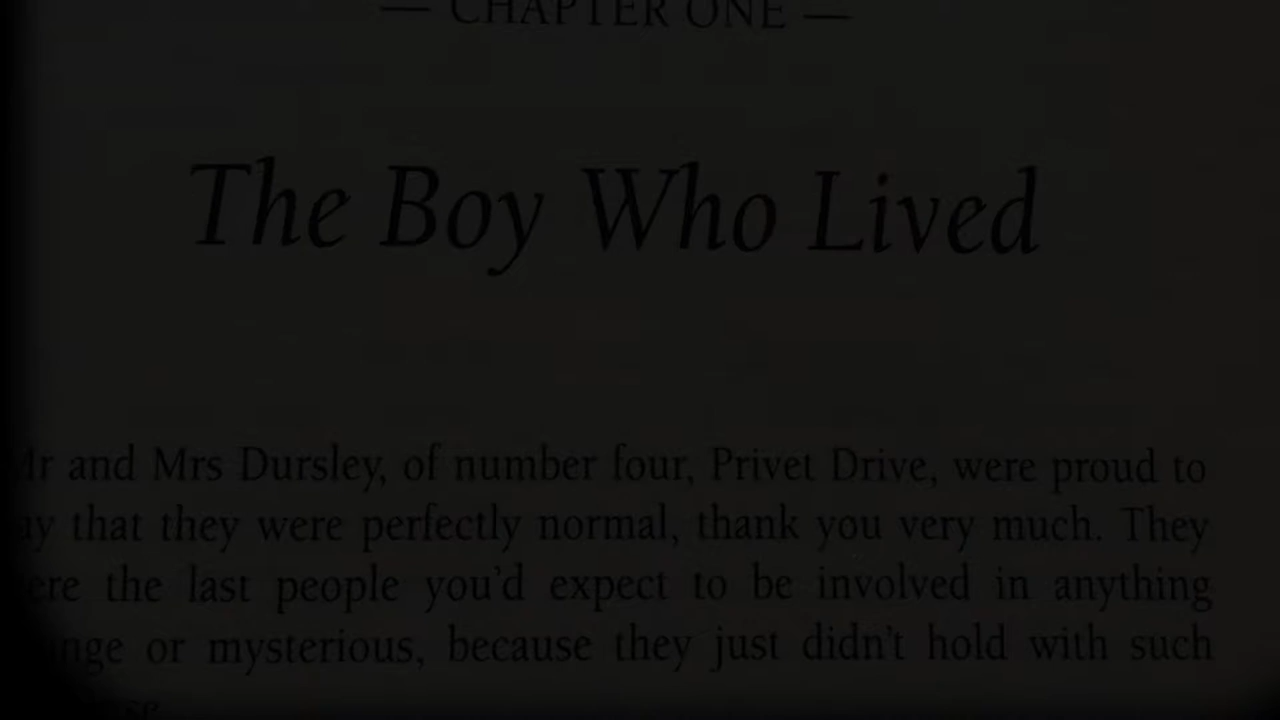 — CHAPTER ONE —
The Boy Who Lived
Mr and Mrs Dursley, of number four, Privet Drive, were proud to
that they were perfectly normal, thank you very much. They
the last people you'd expect to be involved in anything
or mysterious, because they just didn't hold with such